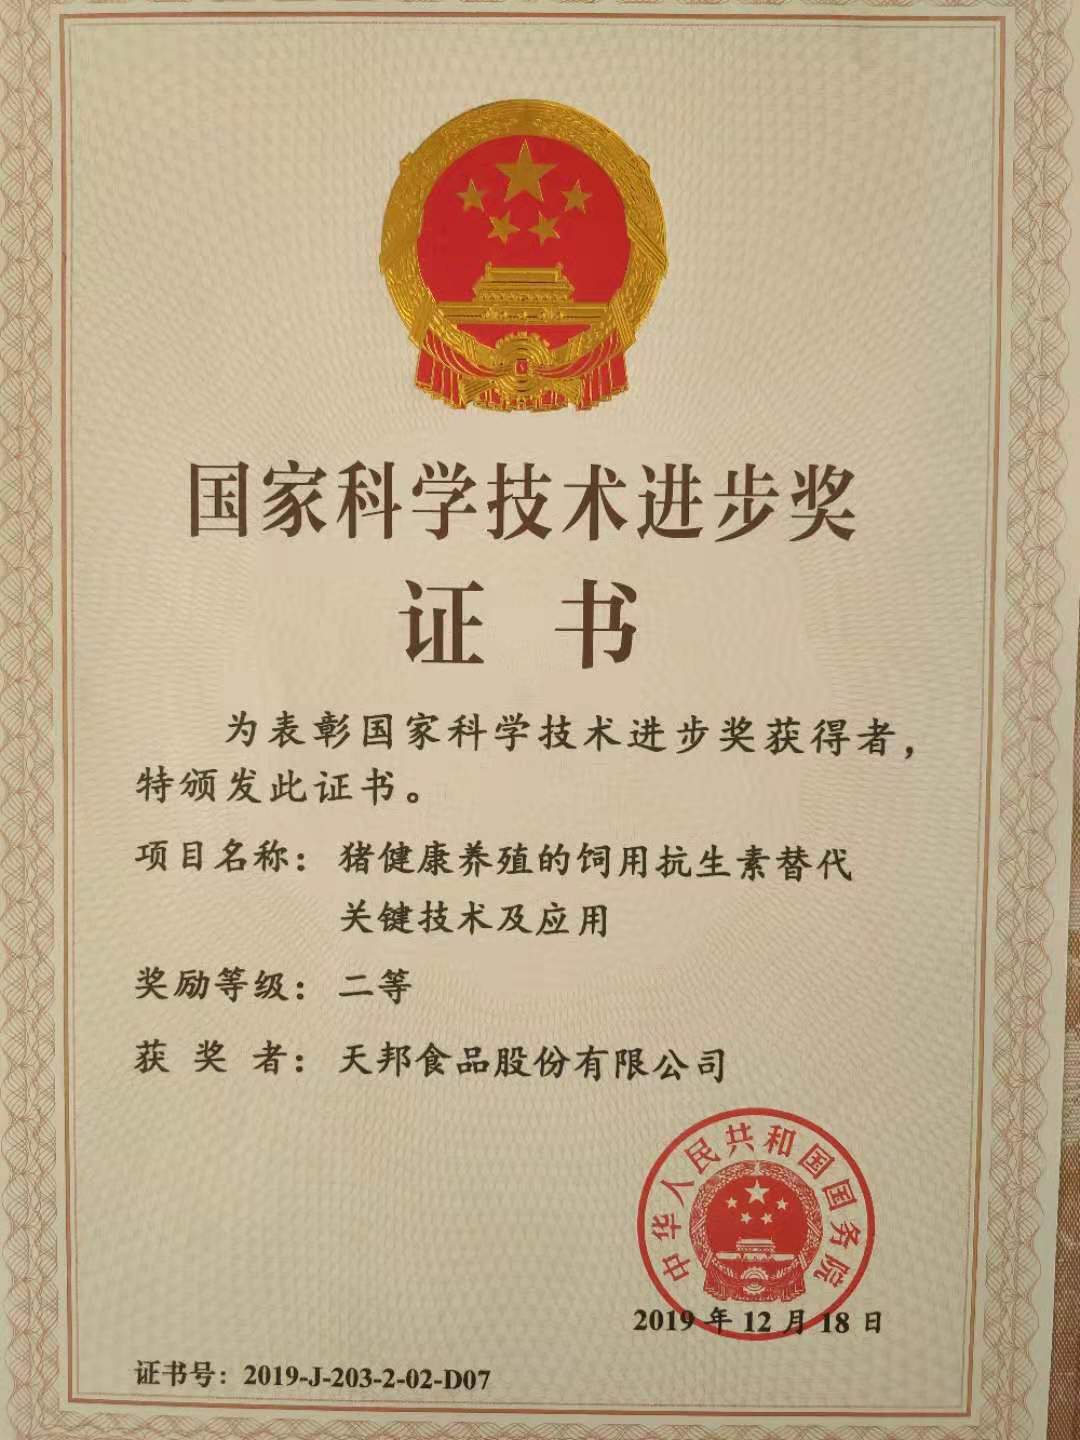 国家科学技术进步奖
证 书
为表彰国家科学技术进步奖获得者，
特颁发此证书。
项目名称：猪健康养殖的饲用抗生素替代
关键技术及应用
奖励等级：二等
获 奖 者：天邦食品股份有限公司
中华人民共和国国务院
2019 年 12 月 18 日
证书号：2019-J-203-2-02-D07